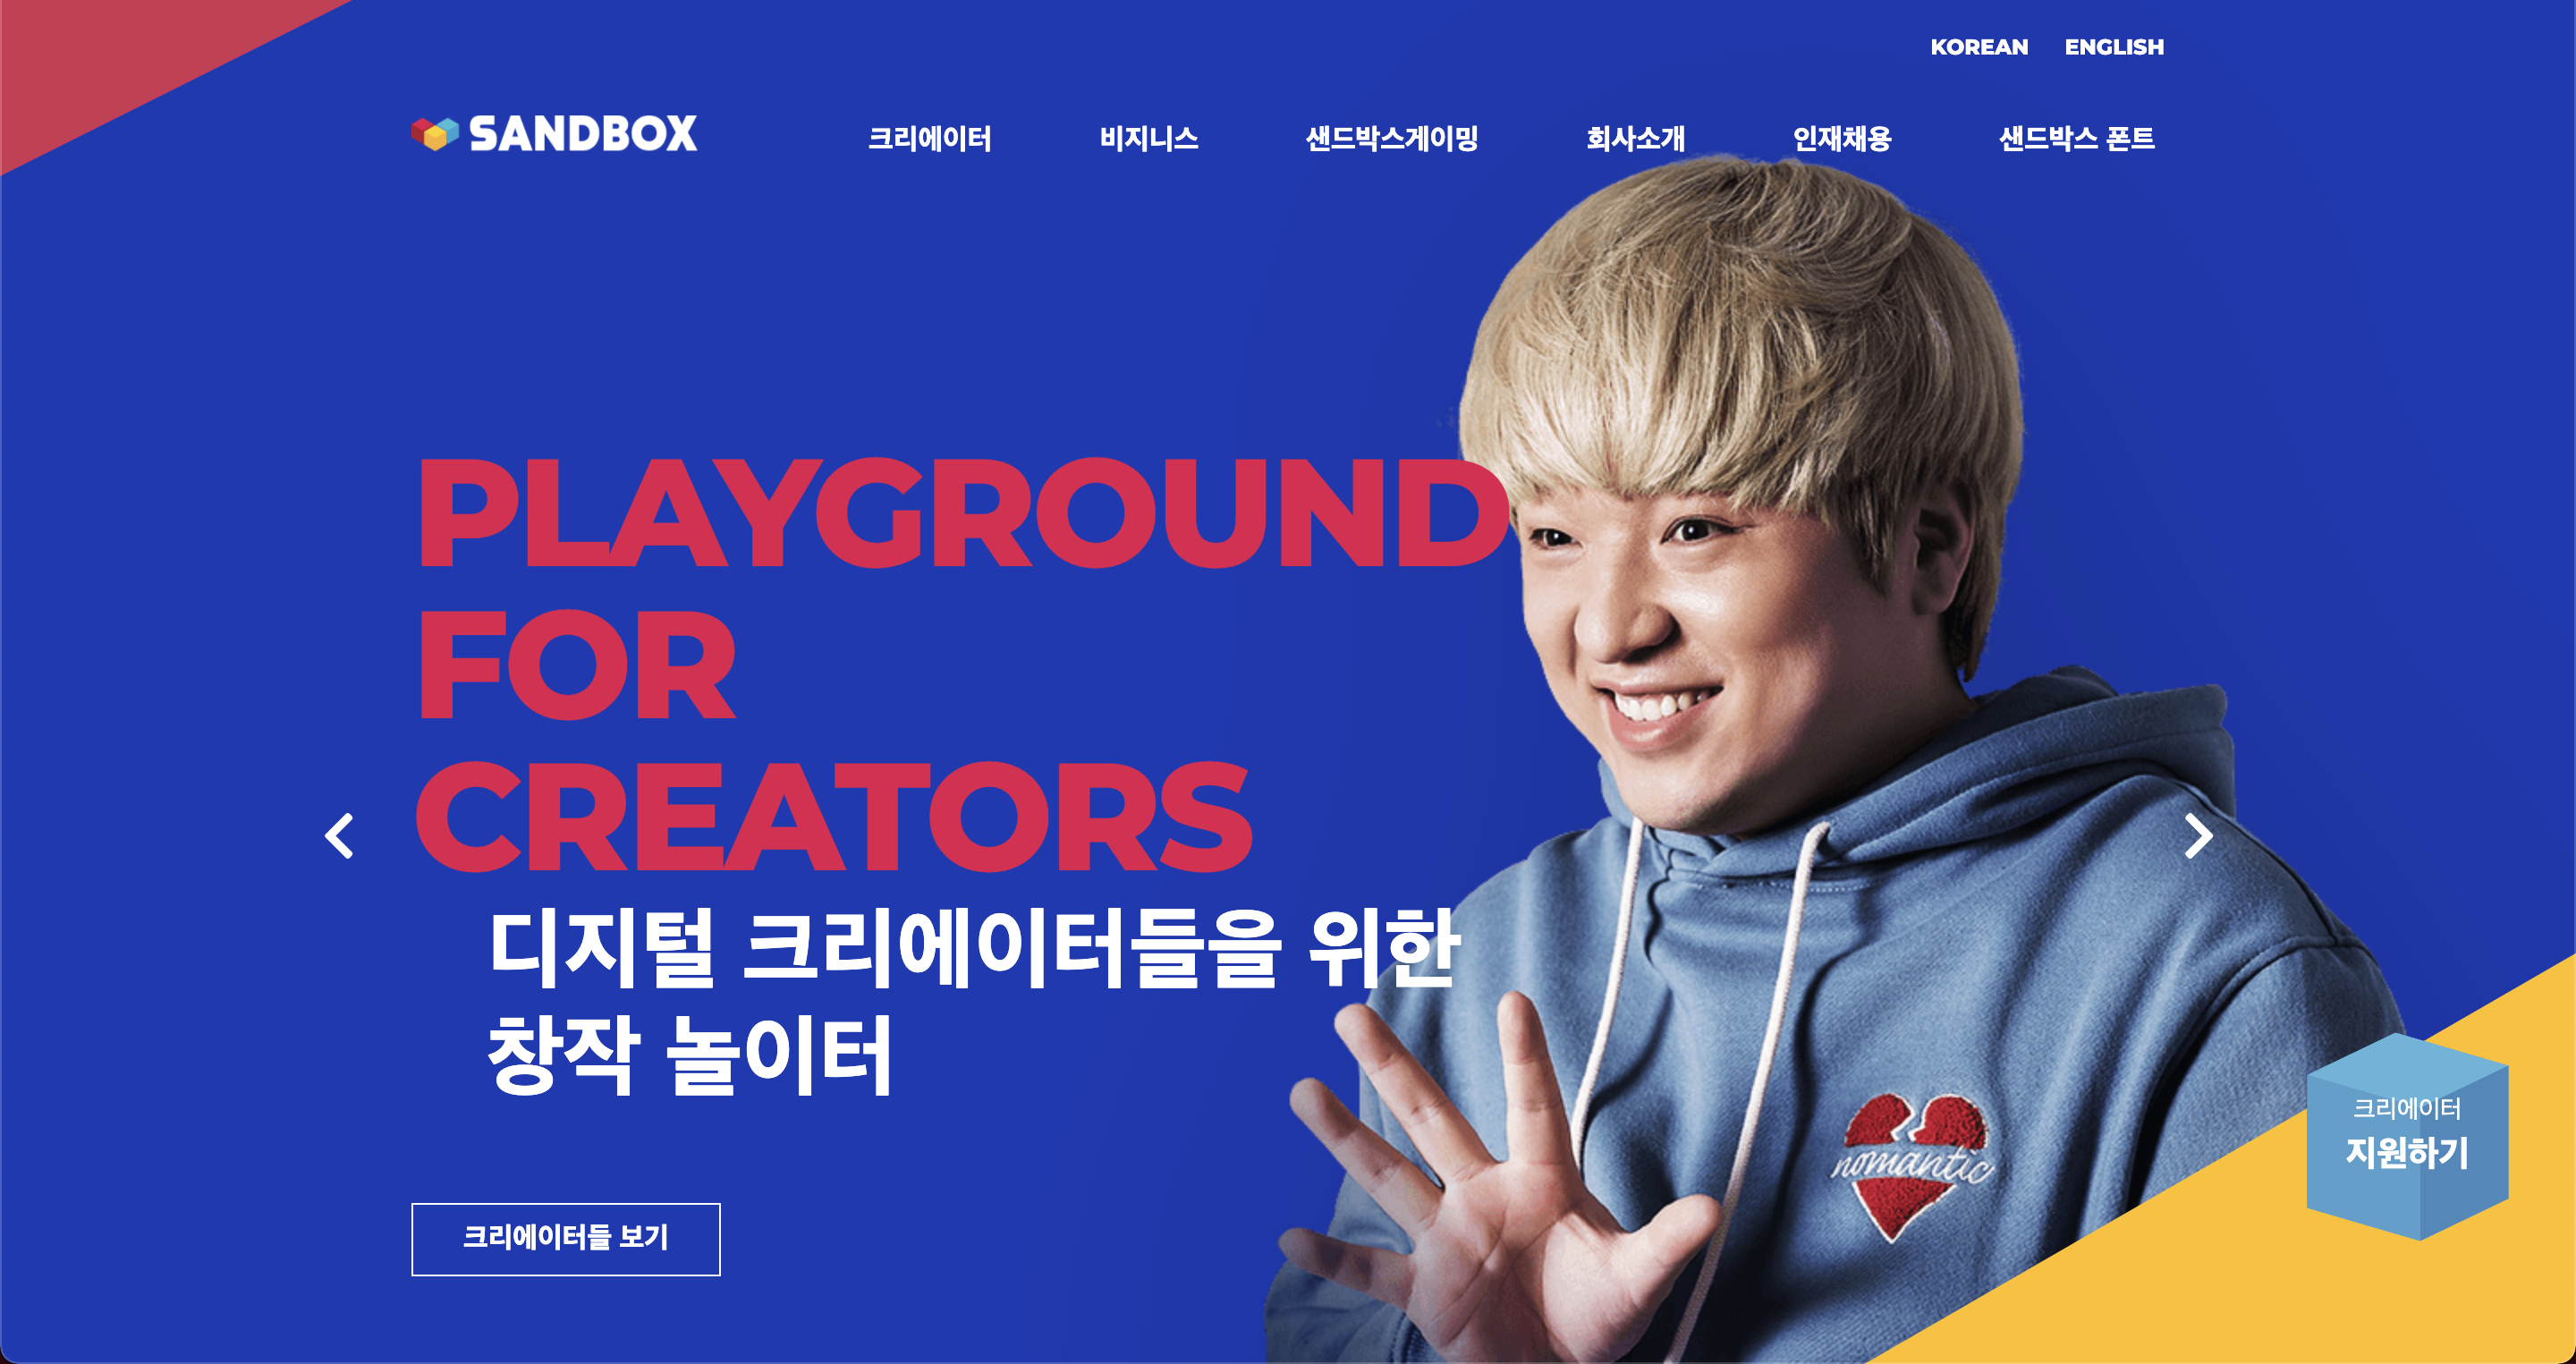 KOREAN ENGLISH
SANDBOX 크리에이터 비지니스 샌드박스게이밍 회사소개 인재채용 샌드박스 폰트
PLAYGROUND
FOR
CREATORS
디지털 크리에이터들을 위한
창작 놀이터
nomantic
크리에이터
지원하기
크리에이터들 보기